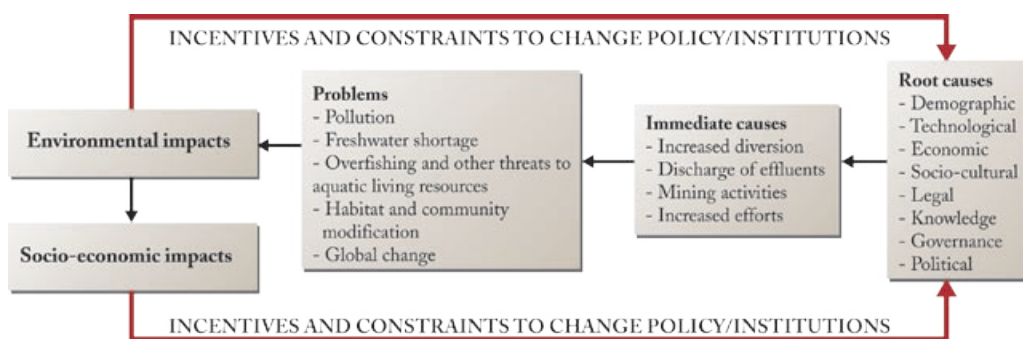 INCENTIVES AND CONSTRAINTS TO CHANGE POLICY/INSTITUTIONS
Environmental impacts
Socio-economic impacts
Problems
- Pollution
- Freshwater shortage
- Overfishing and other threats to
aquatic living resources
- Habitat and community
modification
- Global change
Immediate causes
- Increased diversion
- Discharge of effluents
- Mining activities
- Increased efforts
Root causes
- Demographic
- Technological
- Economic
- Socio-cultural
- Legal
- Knowledge
- Governance
- Political
INCENTIVES AND CONSTRAINTS TO CHANGE POLICY/INSTITUTIONS